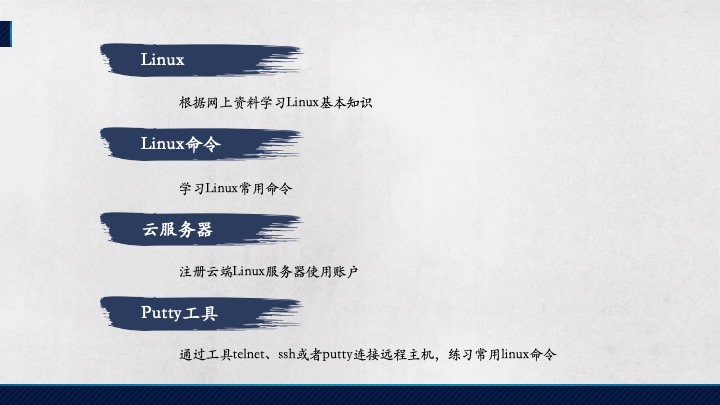 Linux
根据网上资料学习Linux基本知识
Linux命令
学习Linux常用命令
云服务器
注册云端Linux服务器使用账户
Putty工具
通过工具telnet、ssh或者putty连接远程主机，练习常用linux命令